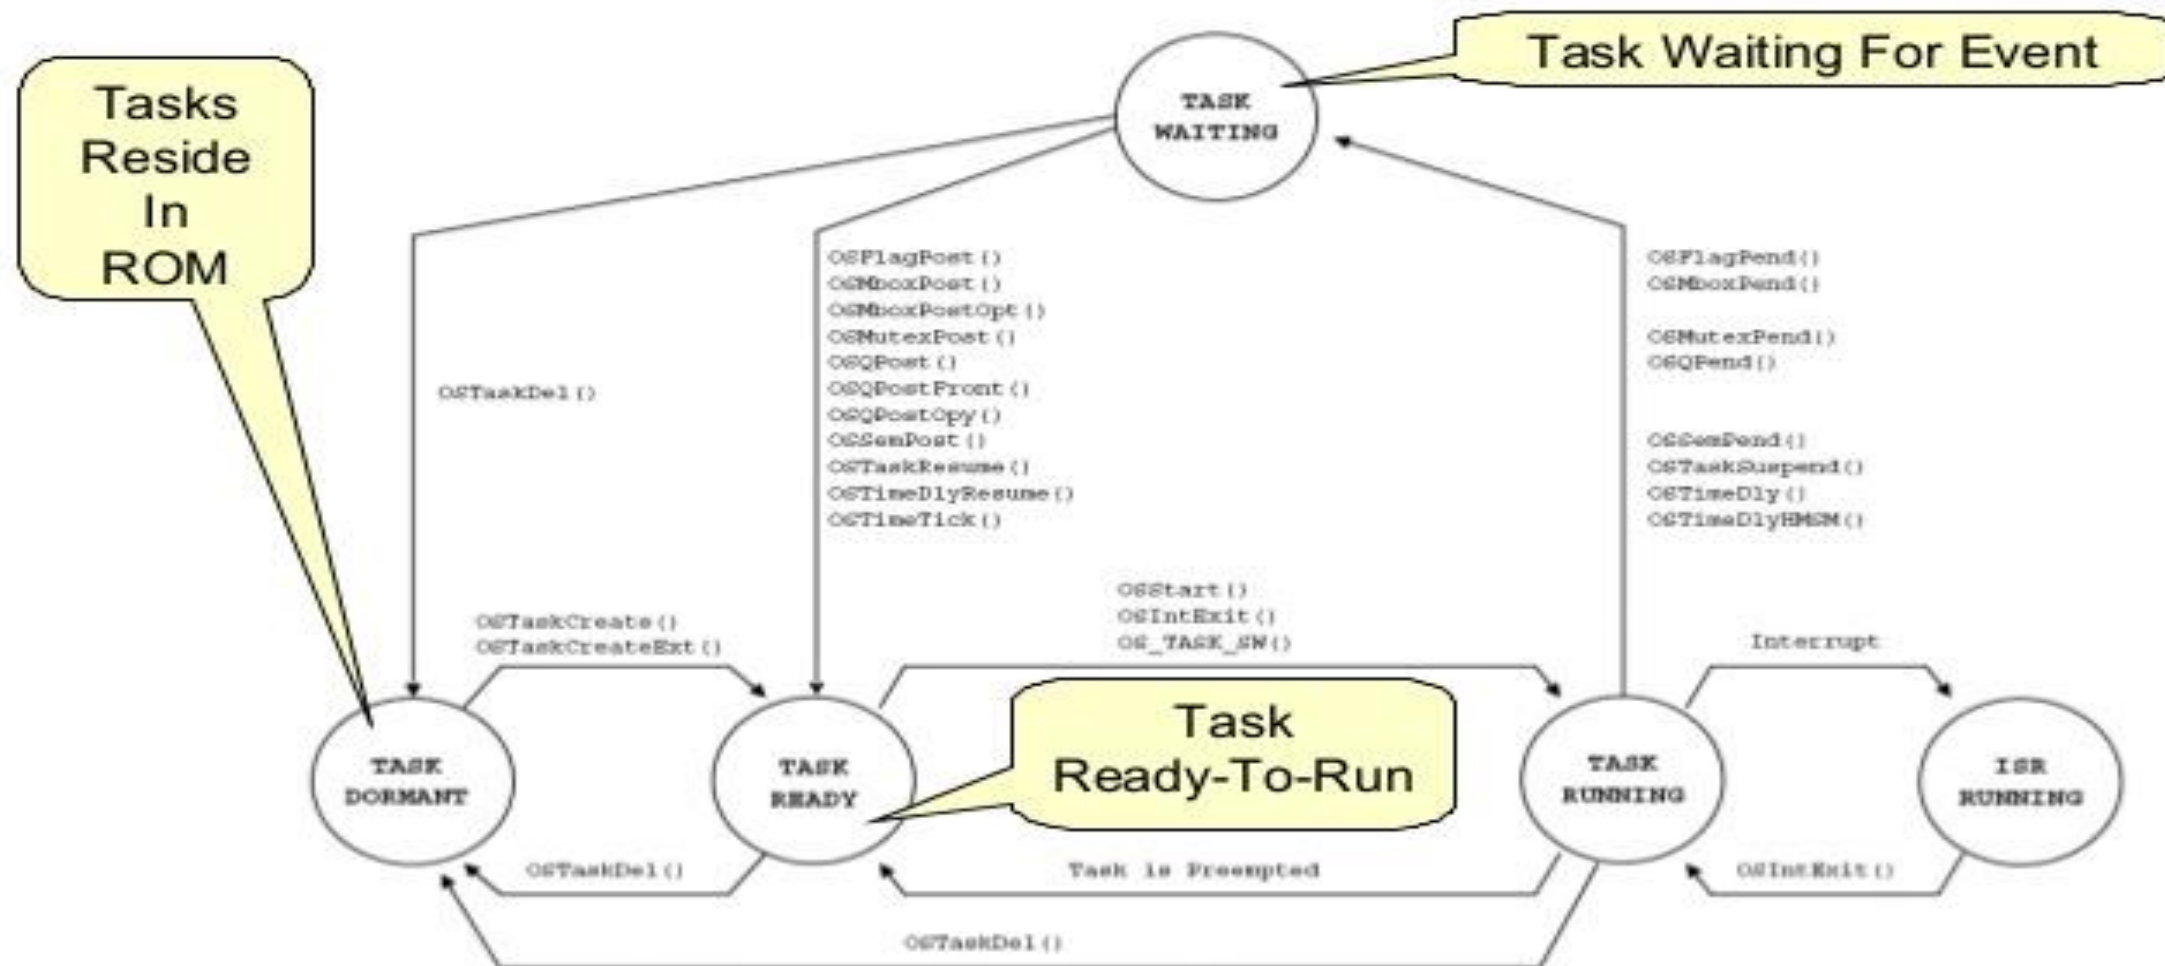 Task Waiting For Event
Tasks
Reside
In
ROM
TASK
WAITING
OSFlagPost()
OSMboxPost()
OSMboxPostOpt()
OSMutexPost()
OSQPost()
OSQPostFront()
OSQPostOpy()
OSSemPost()
OSTaskResume()
OSTimeDlyResume()
OSTimeTick()
OSFlagPend()
OSMboxPend()
OSMutexPend()
OSQPend()
OSSemPend()
OSTaskSuspend()
OSTimeDly()
OSTimeDlyHMSM()
OSTaskDel()
OSTaskCreate()
OSTaskCreateExt()
OSStart()
OSIntExit()
OS_TASK_SW()
Interrupt
Task
Ready-To-Run
TASK
DORMANT
TASK
READY
TASK
RUNNING
ISR
RUNNING
OSTaskDel()
Task is Preempted
OSIntExit()
OSTaskDel()